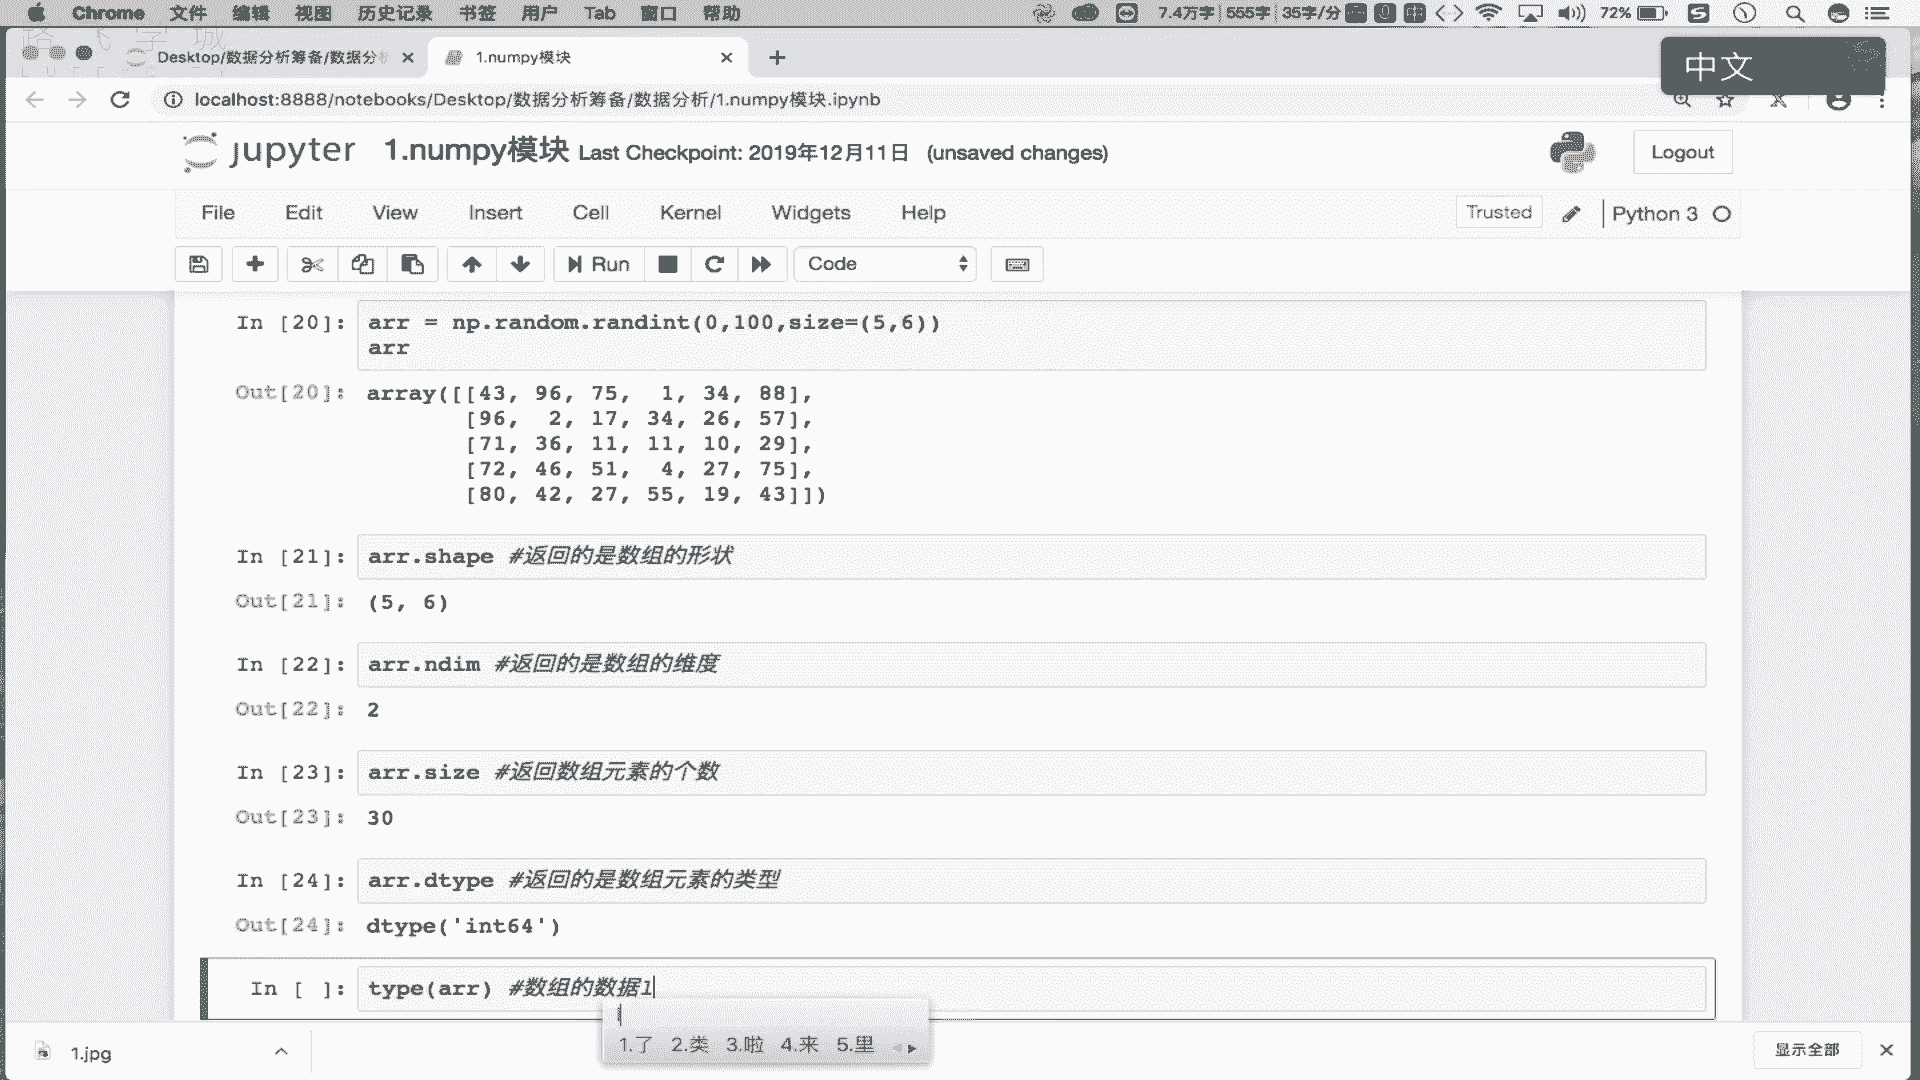 Chrome 文件 编辑 视图 历史记录 书签 用户 Tab 窗口 帮助 7.4万字 555字 35字/分 72%
Desktop/数据分析筹备/数据分析
1.numpy模块
中文
localhost:8888/notebooks/Desktop/数据分析筹备/数据分析/1.numpy模块.ipynb
jupyter 1.numpy模块 Last Checkpoint: 2019年12月11日 (unsaved changes)
Logout
File Edit View Insert Cell Kernel Widgets Help
Trusted Python 3
Run Code
In [20]: arr = np.random.randint(0,100,size=(5,6))
arr
Out[20]: array([[43, 96, 75,  1, 34, 88],
[96,  2, 17, 34, 26, 57],
[71, 36, 11, 11, 10, 29],
[72, 46, 51,  4, 27, 75],
[80, 42, 27, 55, 19, 43]])
In [21]: arr.shape #返回的是数组的形状
Out[21]: (5, 6)
In [22]: arr.ndim #返回的是数组的维度
Out[22]: 2
In [23]: arr.size #返回数组元素的个数
Out[23]: 30
In [24]: arr.dtype #返回的是数组元素的类型
Out[24]: dtype('int64')
In [ ]: type(arr) #数组的数据l
l
1.了 2.类 3.啦 4.来 5.里
1.jpg
显示全部